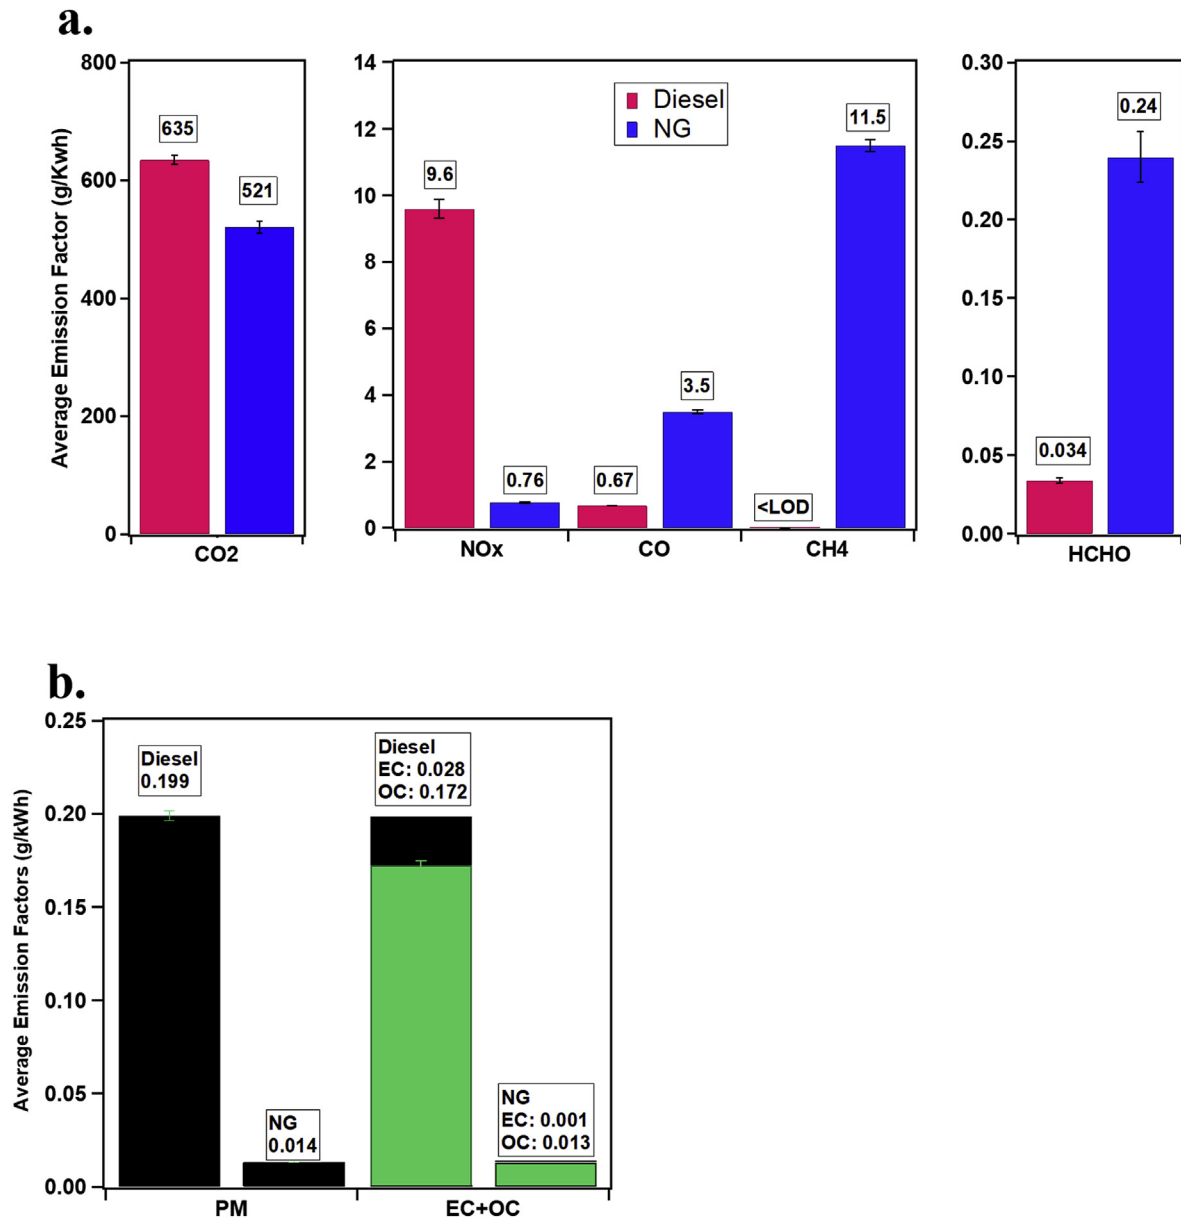 a.
Average Emission Factor (g/Kwh)
800
600
400
200
0
635
521
CO2
14
12
10
8
6
4
2
0
Diesel
NG
9.6
0.76
0.67
3.5
<LOD
11.5
NOx
CO
CH4
0.30
0.25
0.20
0.15
0.10
0.05
0.00
0.034
0.24
HCHO
b.
Average Emission Factors (g/kWh)
0.25
0.20
0.15
0.10
0.05
0.00
Diesel
0.199
NG
0.014
Diesel
EC: 0.028
OC: 0.172
NG
EC: 0.001
OC: 0.013
PM
EC+OC